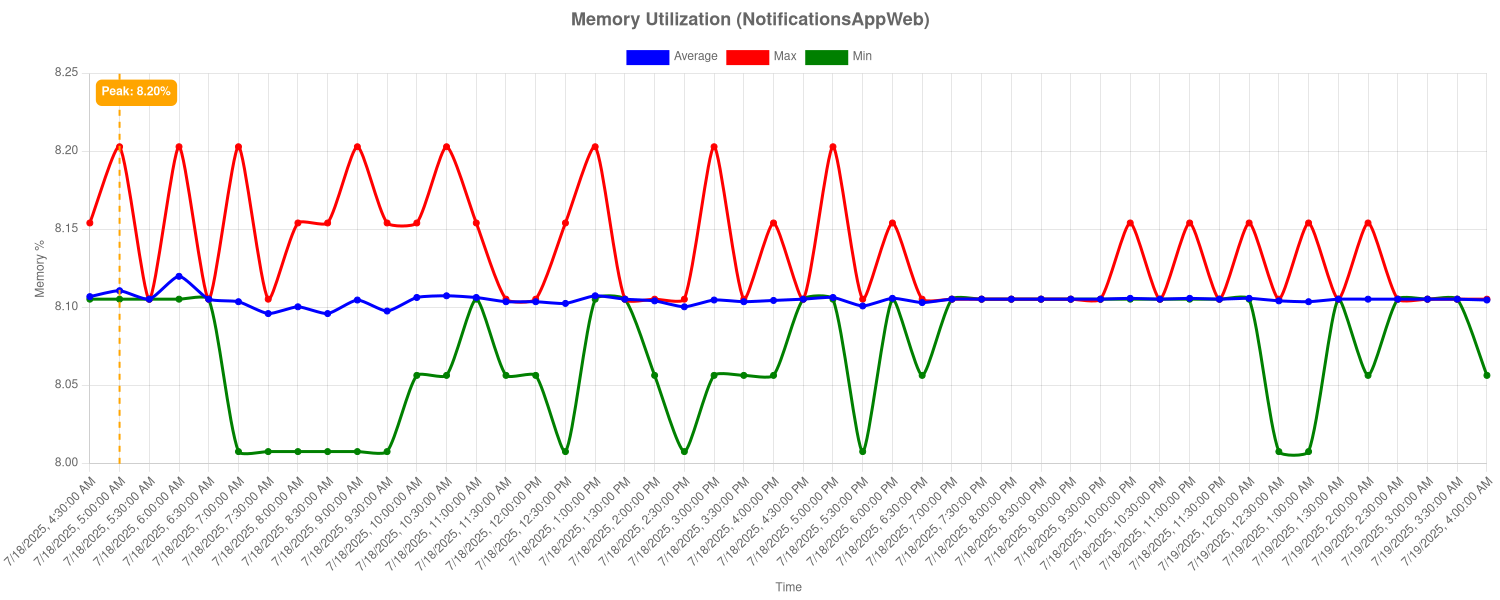 Memory Utilization (NotificationsAppWeb)
Average Max Min
8.25
Peak: 8.20%
8.20
8.15
8.10
8.05
8.00
Memory %
7/18/2025, 4:30:00 AM
7/18/2025, 5:00:00 AM
7/18/2025, 5:30:00 AM
7/18/2025, 6:00:00 AM
7/18/2025, 6:30:00 AM
7/18/2025, 7:00:00 AM
7/18/2025, 7:30:00 AM
7/18/2025, 8:00:00 AM
7/18/2025, 8:30:00 AM
7/18/2025, 9:00:00 AM
7/18/2025, 9:30:00 AM
7/18/2025, 10:00:00 AM
7/18/2025, 10:30:00 AM
7/18/2025, 11:00:00 AM
7/18/2025, 11:30:00 AM
7/18/2025, 12:00:00 PM
7/18/2025, 12:30:00 PM
7/18/2025, 1:00:00 PM
7/18/2025, 1:30:00 PM
7/18/2025, 2:00:00 PM
7/18/2025, 2:30:00 PM
7/18/2025, 3:00:00 PM
7/18/2025, 3:30:00 PM
7/18/2025, 4:00:00 PM
7/18/2025, 4:30:00 PM
7/18/2025, 5:00:00 PM
7/18/2025, 5:30:00 PM
7/18/2025, 6:00:00 PM
7/18/2025, 6:30:00 PM
7/18/2025, 7:00:00 PM
7/18/2025, 7:30:00 PM
7/18/2025, 8:00:00 PM
7/18/2025, 8:30:00 PM
7/18/2025, 9:00:00 PM
7/18/2025, 9:30:00 PM
7/18/2025, 10:00:00 PM
7/18/2025, 10:30:00 PM
7/18/2025, 11:00:00 PM
7/18/2025, 11:30:00 PM
7/19/2025, 12:00:00 AM
7/19/2025, 12:30:00 AM
7/19/2025, 1:00:00 AM
7/19/2025, 1:30:00 AM
7/19/2025, 2:00:00 AM
7/19/2025, 2:30:00 AM
7/19/2025, 3:00:00 AM
7/19/2025, 3:30:00 AM
7/19/2025, 4:00:00 AM
Time